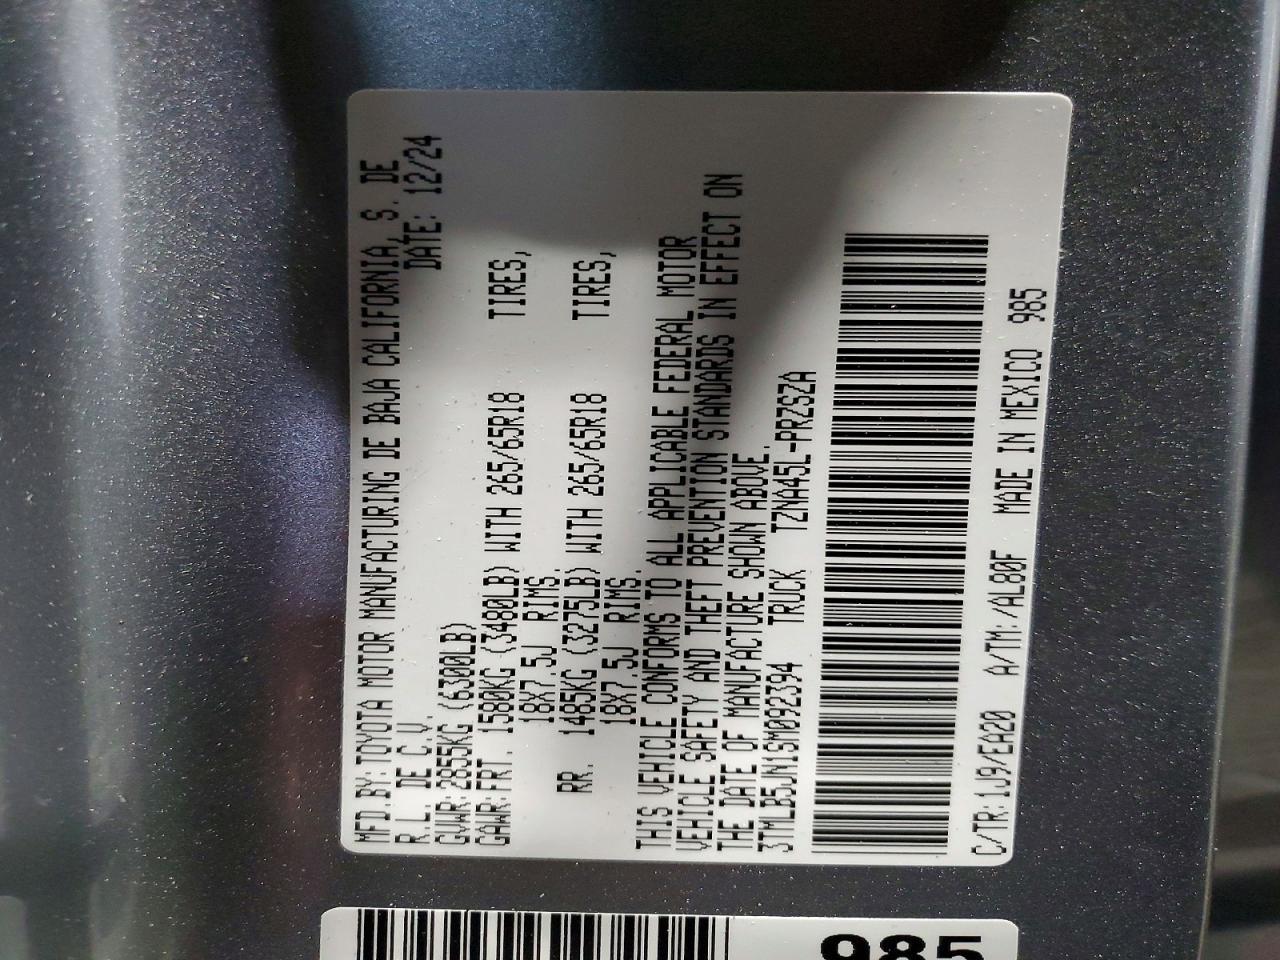 MFD.BY:TOYOTA MOTOR MANUFACTURING DE BAJA CALIFORNIA, S. DE
R.L. DE C.V. DATE: 12/24
GVWR:2855KG (6300LB)
GAWR:FRT. 1580KG (3480LB) WITH 265/65R18 TIRES,
18X7.5J RIMS.
RR. 1485KG (3275LB) WITH 265/65R18 TIRES,
18X7.5J RIMS.
THIS VEHICLE CONFORMS TO ALL APPLICABLE FEDERAL MOTOR
VEHICLE SAFETY AND THEFT PREVENTION STANDARDS IN EFFECT ON
THE DATE OF MANUFACTURE SHOWN ABOVE.
3TMLB5JN1SM092394 TRUCK TZNA45L-PRZSZA
C/TR:1J9/EA20 A/TM:/AL80F MADE IN MEXICO 985
985